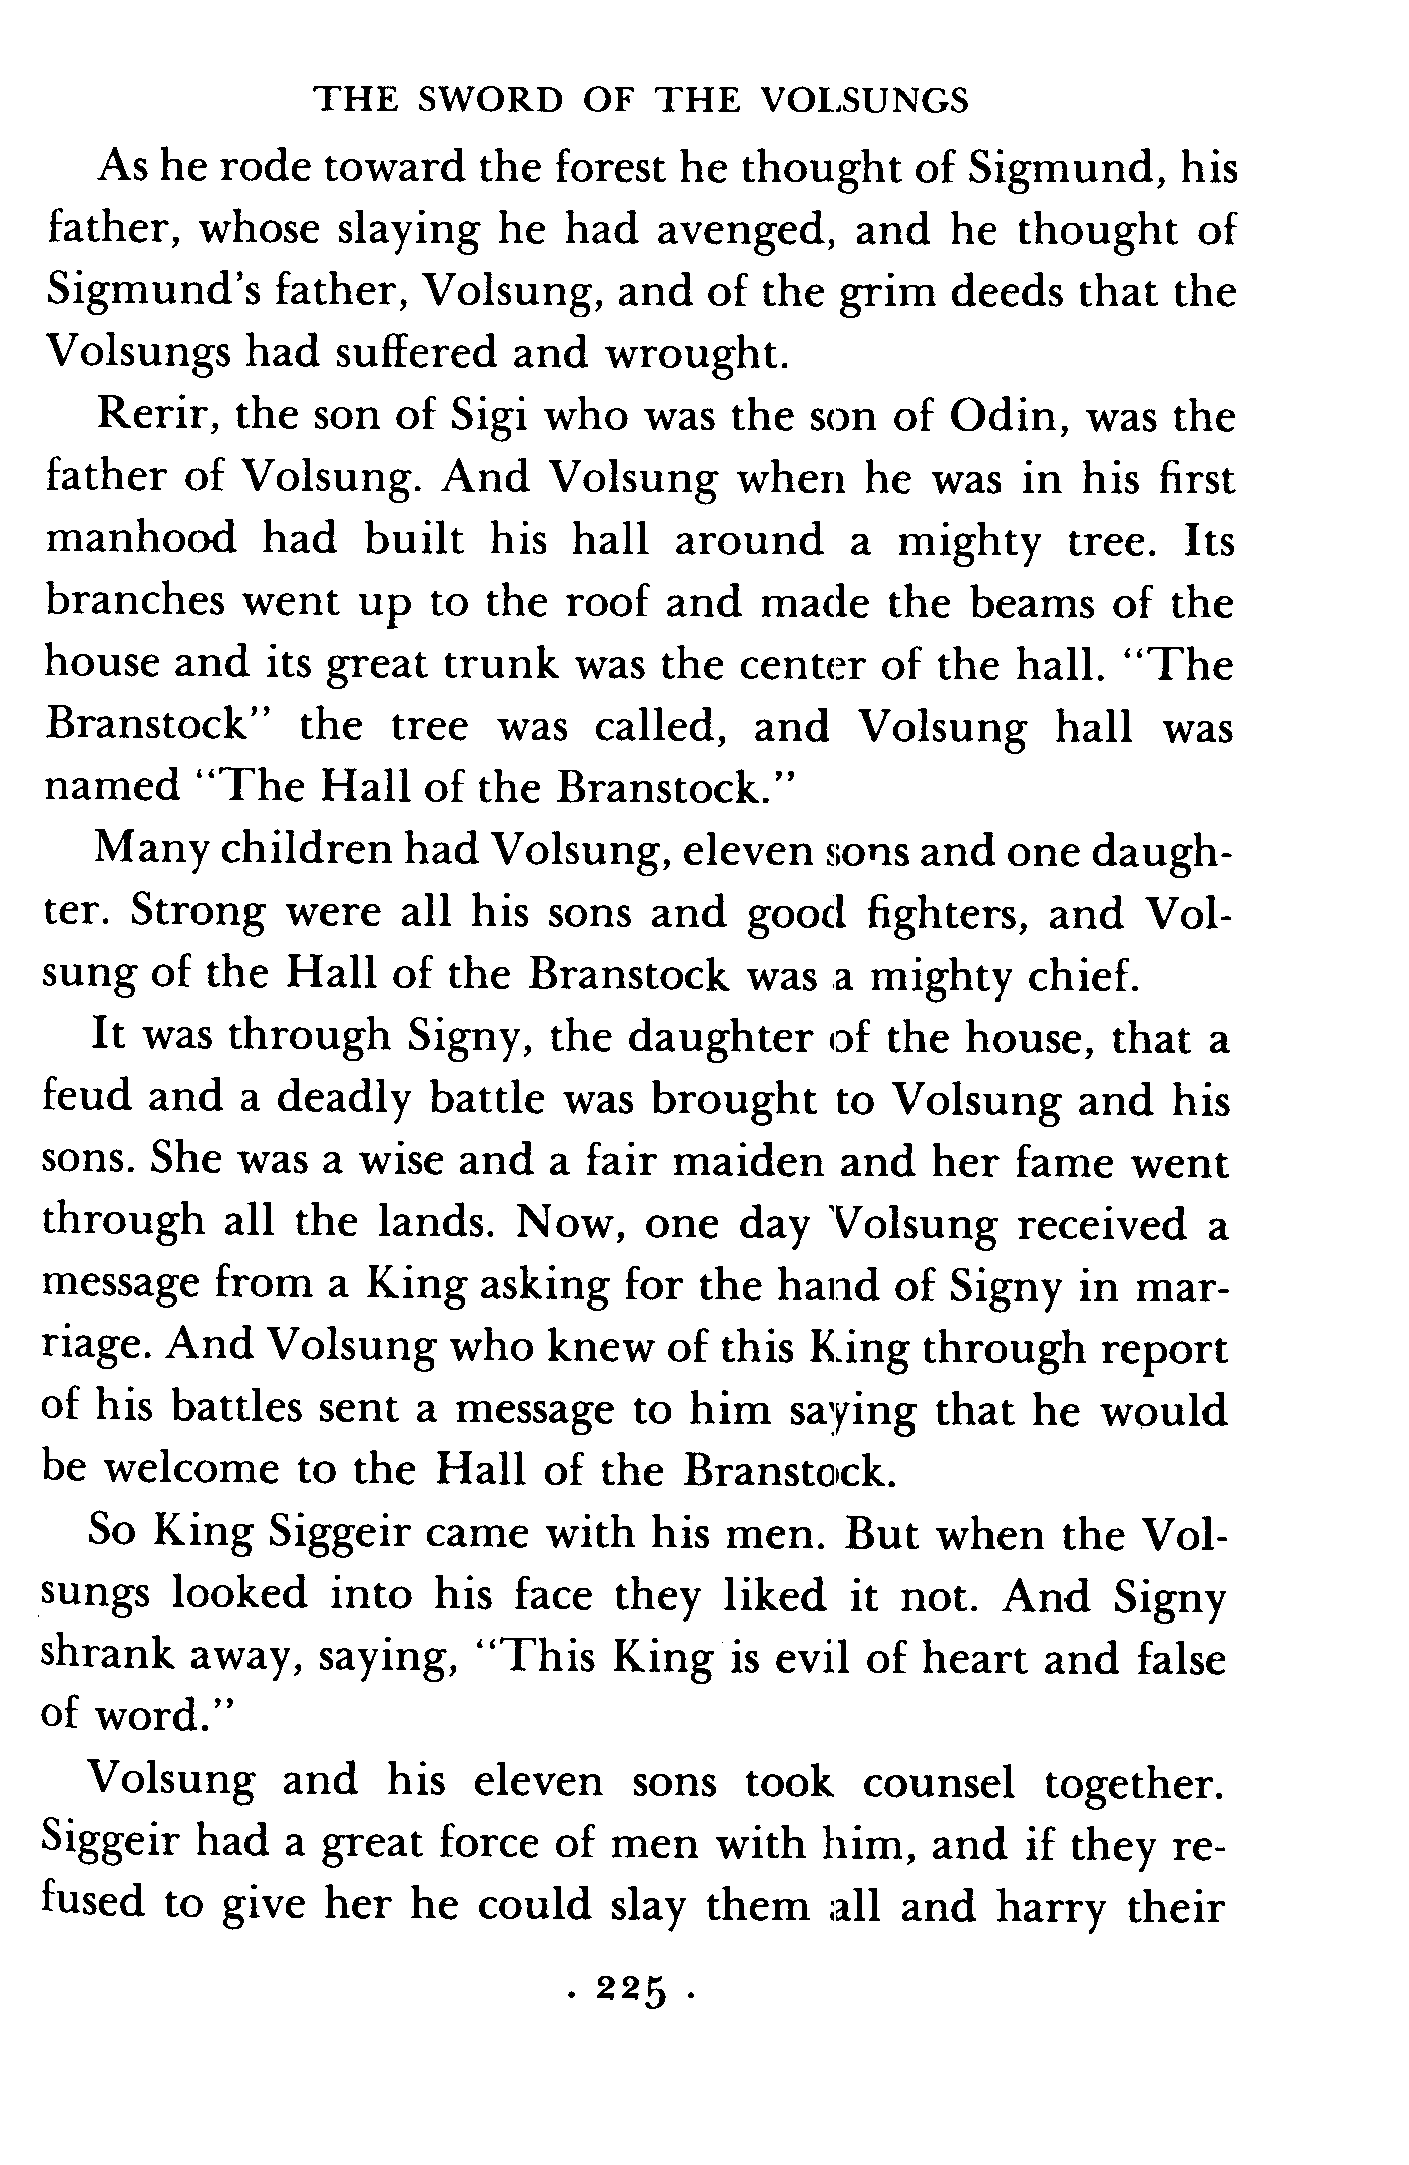 THE SWORD OF THE VOLSUNGS
As he rode toward the forest he thought of Sigmund, his
father, whose slaying he had avenged, and he thought of
Sigmund's father, Volsung, and of the grim deeds that the
Volsungs had suffered and wrought.
Rerir, the son of Sigi who was the son of Odin, was the
father of Volsung. And Volsung when he was in his first
manhood had built his hall around a mighty tree. Its
branches went up to the roof and made the beams of the
house and its great trunk was the center of the hall. "The
Branstock" the tree was called, and Volsung hall was
named "The Hall of the Branstock."
Many children had Volsung, eleven sons and one daugh-
ter. Strong were all his sons and good fighters, and Vol-
sung of the Hall of the Branstock was a mighty chief.
It was through Signy, the daughter of the house, that a
feud and a deadly battle was brought to Volsung and his
sons. She was a wise and a fair maiden and her fame went
through all the lands. Now, one day Volsung received a
message from a King asking for the hand of Signy in mar-
riage. And Volsung who knew of this King through report
of his battles sent a message to him saying that he would
be welcome to the Hall of the Branstock.
So King Siggeir came with his men. But when the Vol-
sungs looked into his face they liked it not. And Signy
shrank away, saying, "This King is evil of heart and false
of word."
Volsung and his eleven sons took counsel together.
Siggeir had a great force of men with him, and if they re-
fused to give her he could slay them all and harry their
. 225 .